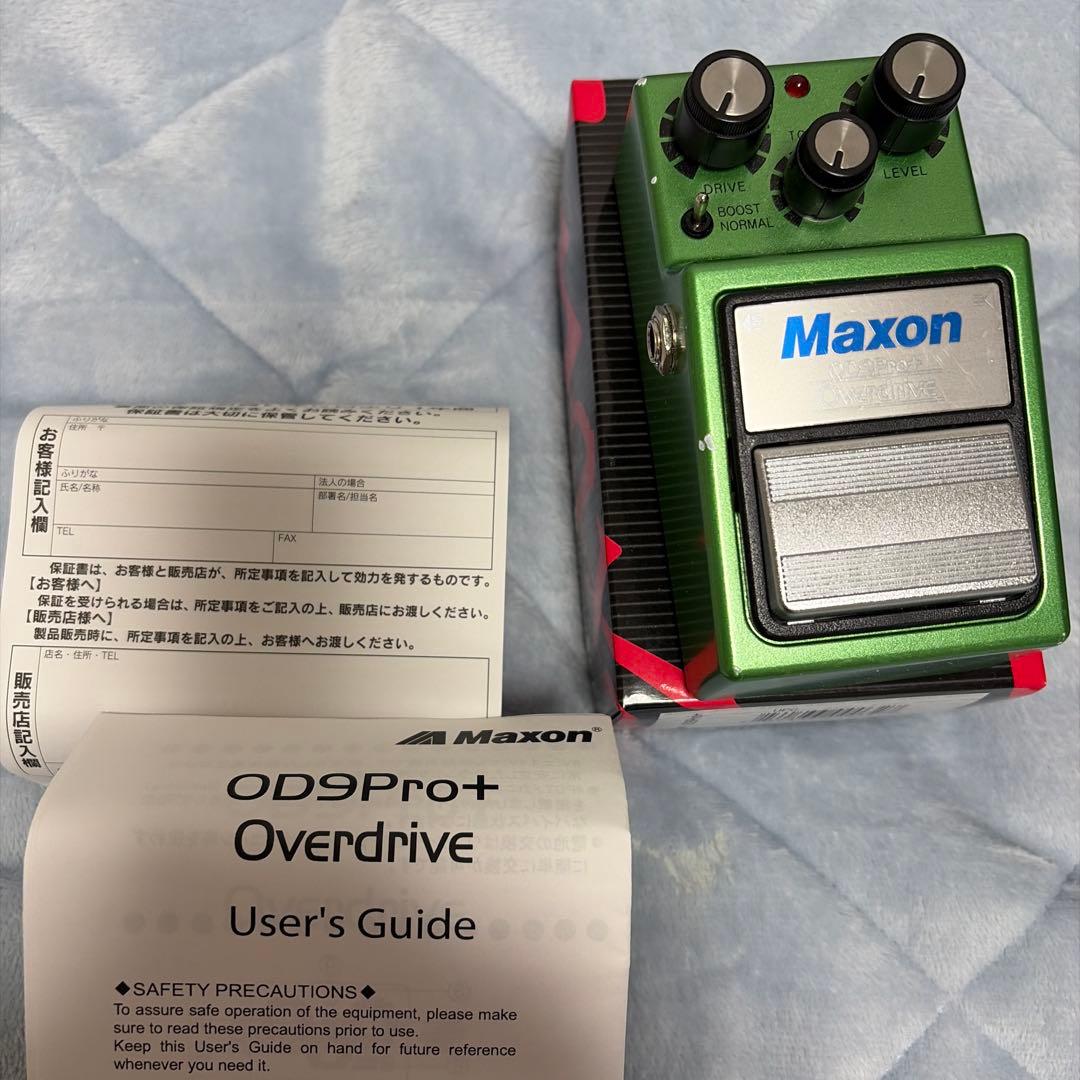 DRIVE
LEVEL
BOOST
NORMAL
Maxon
OD9Pro+
OVERDRIVE
保証書は大切に保管してください。
お客様記入欄
ふりがな
住所 〒
ふりがな
氏名/名称
法人の場合
部署名/担当名
TEL
FAX
保証書は、お客様と販売店が、所定事項を記入して効力を発するものです。
【お客様へ】
保証を受けられる場合は、所定事項をご記入の上、販売店にお渡しください。
【販売店様へ】
製品販売時に、所定事項を記入の上、お客様へお渡しください。
販売店記入欄
店名・住所・TEL
Maxon®
OD9Pro+
Overdrive
User's Guide
◆SAFETY PRECAUTIONS◆
To assure safe operation of the equipment, please make
sure to read these precautions prior to use.
Keep this User's Guide on hand for future reference
whenever you need it.